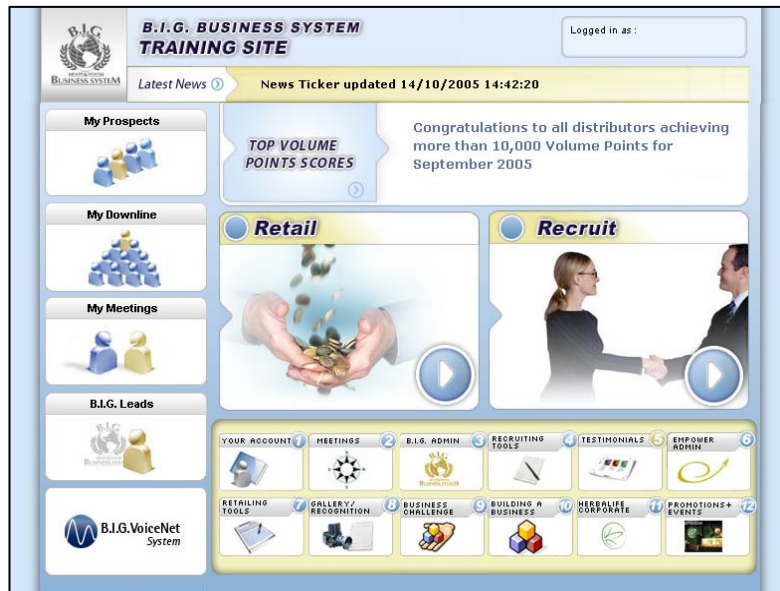 B.I.G
BUSINESS SYSTEM
B.I.G. BUSINESS SYSTEM
TRAINING SITE
Logged in as :
Latest News
News Ticker updated 14/10/2005 14:42:20
My Prospects
My Downline
My Meetings
B.I.G. Leads
B.I.G.VoiceNet
System
TOP VOLUME
POINTS SCORES
Congratulations to all distributors achieving
more than 10,000 Volume Points for
September 2005
Retail
Recruit
YOUR ACCOUNT 1
MEETINGS 2
B.I.G. ADMIN 3
RECRUITING
TOOLS 4
TESTIMONIALS 5
EMPOWER
ADMIN 6
RETAILING
TOOLS 7
GALLERY/
RECOGNITION 8
BUSINESS
CHALLENGE 9
BUILDING A
BUSINESS 10
HERBALIFE
CORPORATE 11
PROMOTIONS+
EVENTS 12